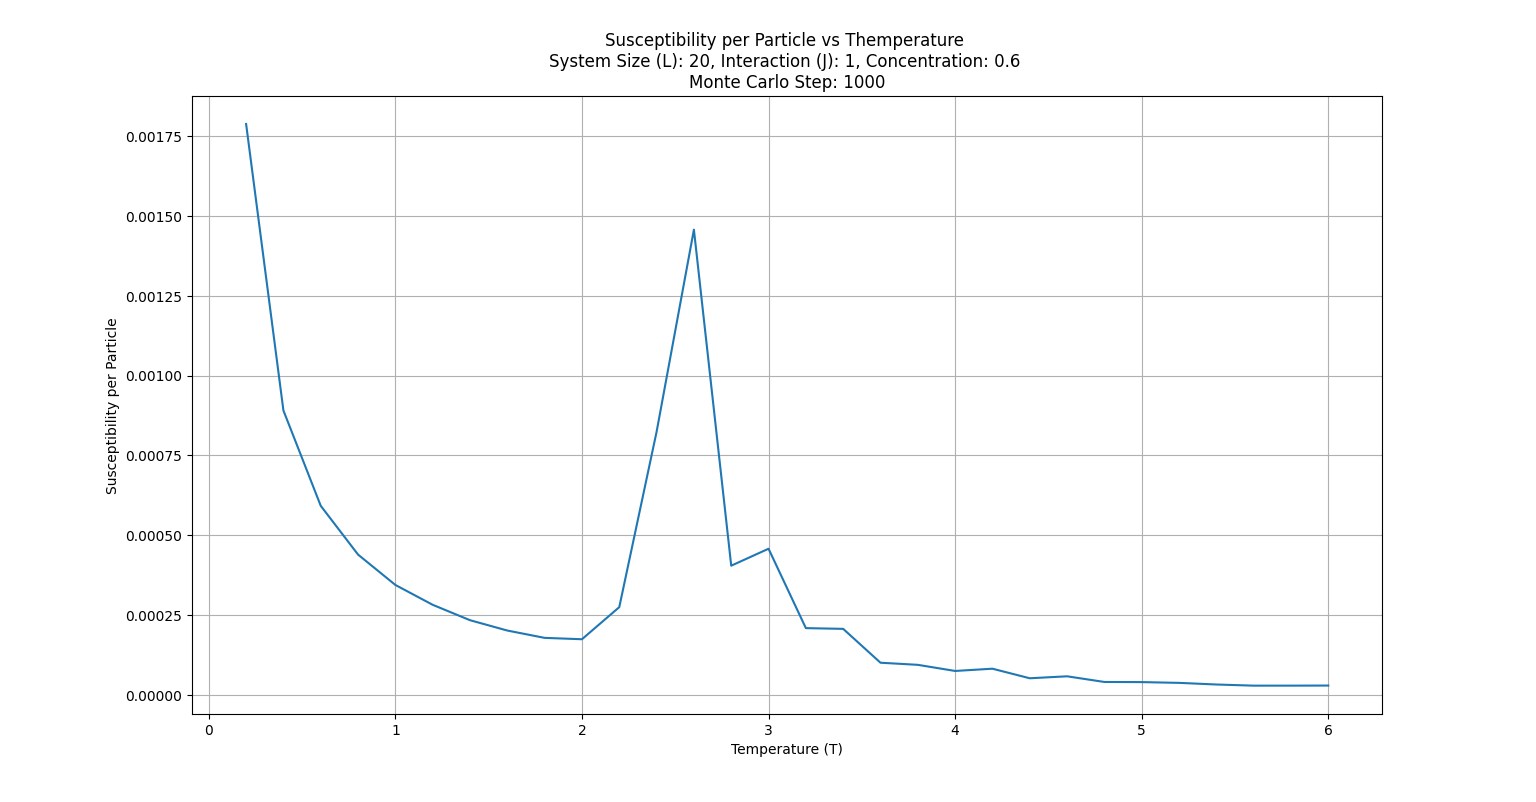 Susceptibility per Particle vs Themperature
System Size (L): 20, Interaction (J): 1, Concentration: 0.6
Monte Carlo Step: 1000
Susceptibility per Particle
0.00175
0.00150
0.00125
0.00100
0.00075
0.00050
0.00025
0.00000
0 1 2 3 4 5 6
Temperature (T)